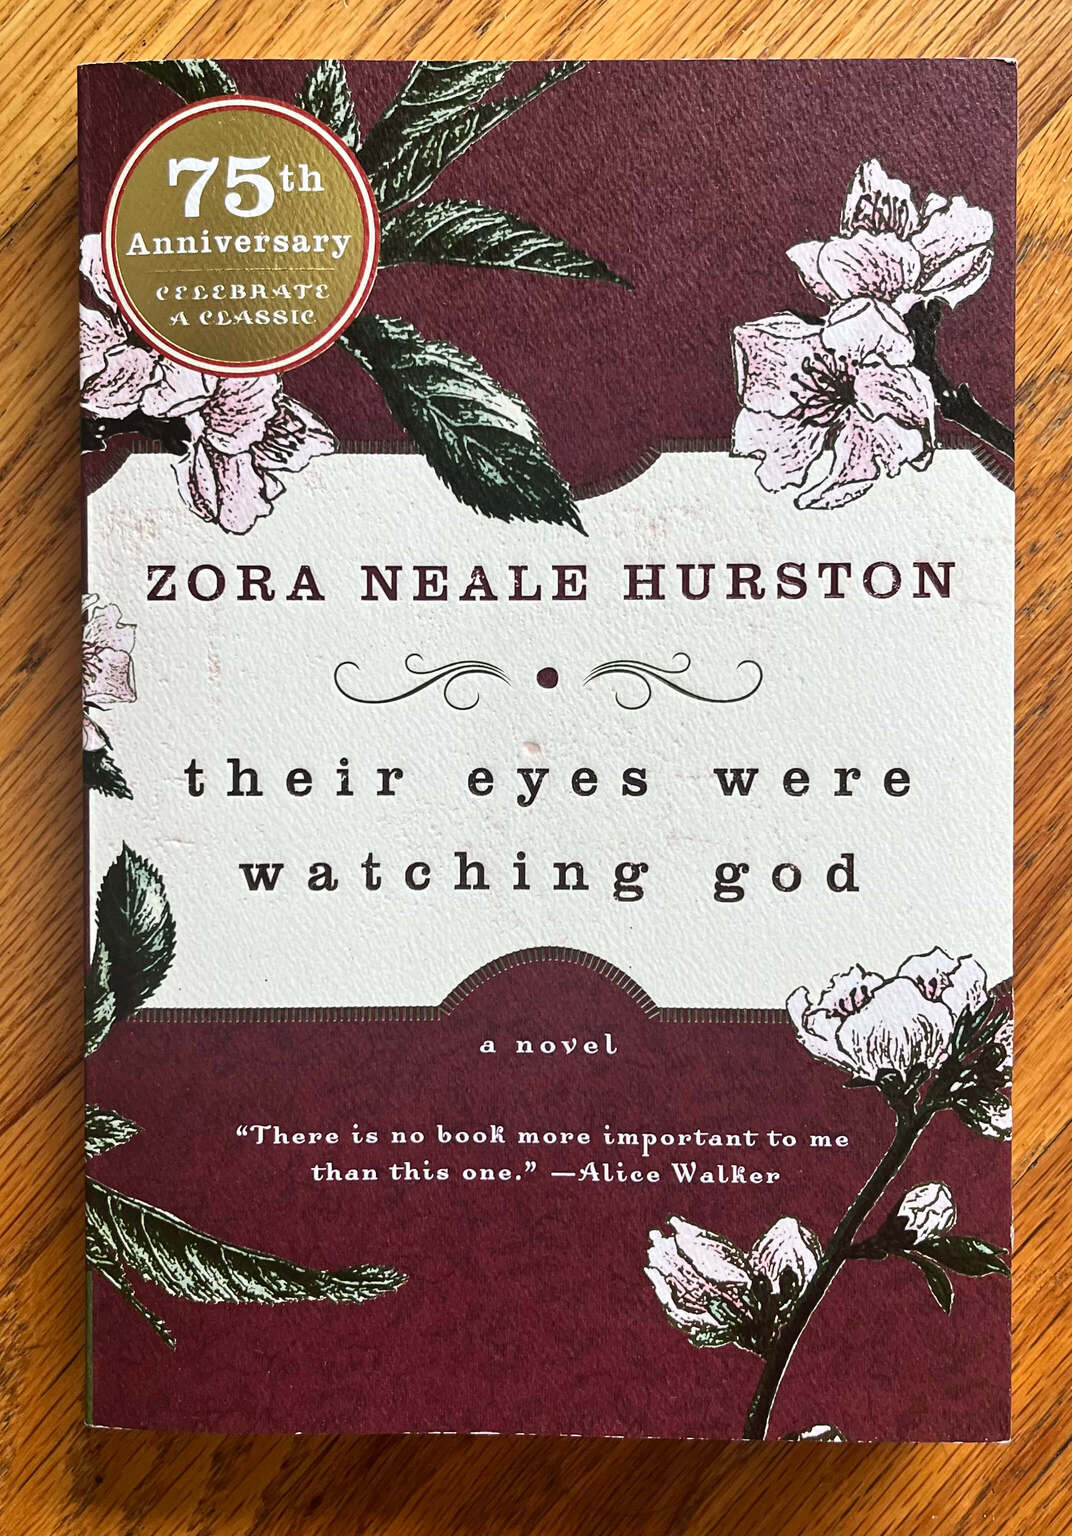 75th
Anniversary
CELEBRATE
A CLASSIC
ZORA NEALE HURSTON
their eyes were
watching god
a novel
“There is no book more important to me
than this one.” —Alice Walker